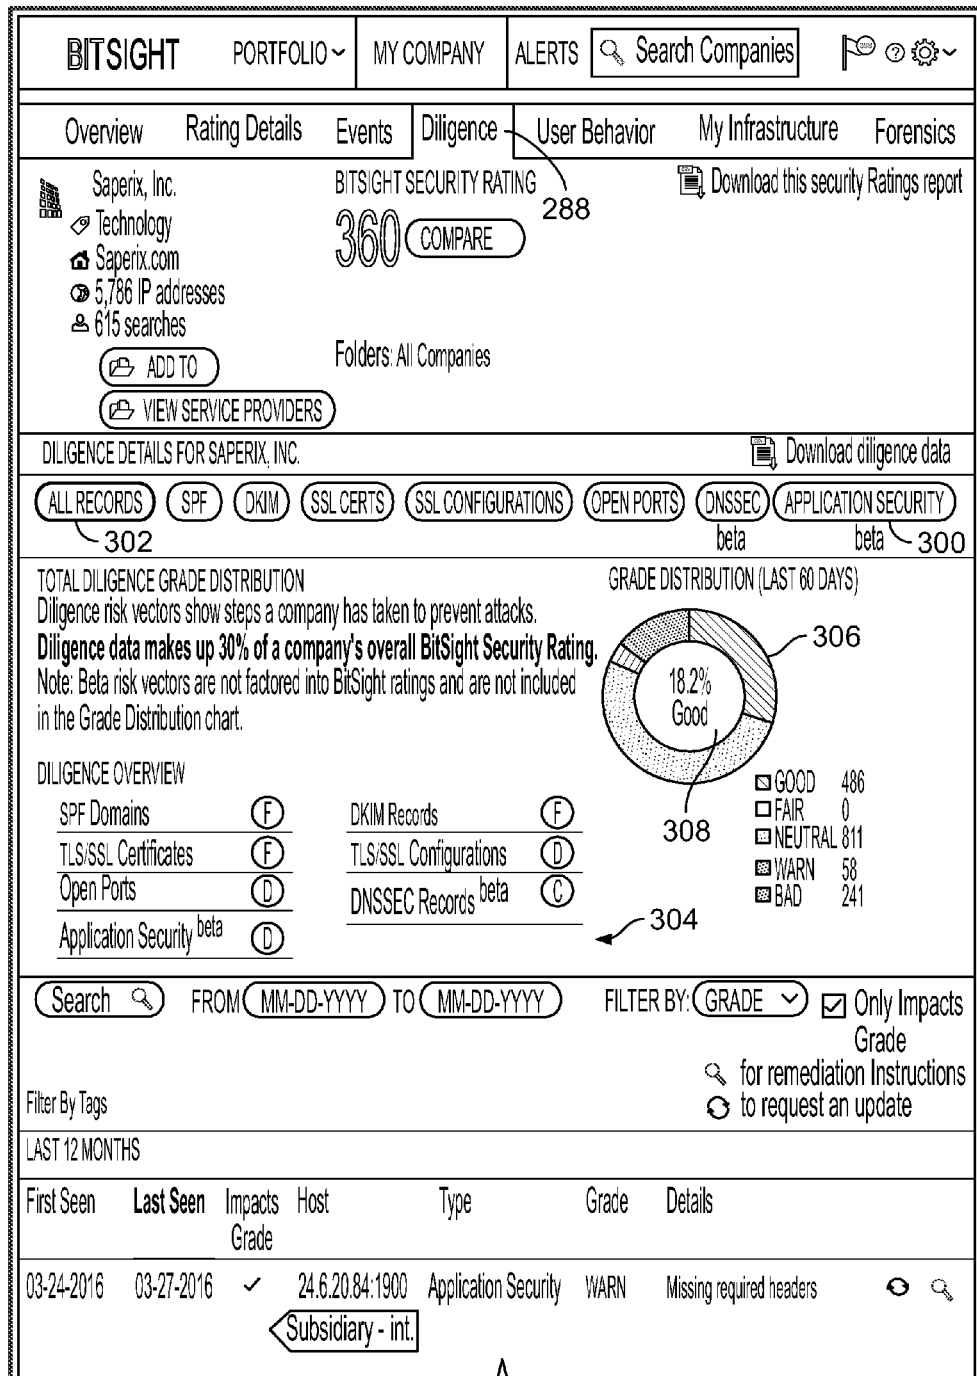 BITSIGHT PORTFOLIO MY COMPANY ALERTS Search Companies
Overview Rating Details Events Diligence User Behavior My Infrastructure Forensics
288
Saperix, Inc.
Technology
Saperix.com
5,786 IP addresses
615 searches
ADD TO
VIEW SERVICE PROVIDERS
BITSIGHT SECURITY RATING
360 COMPARE
Folders: All Companies
Download this security Ratings report
DILIGENCE DETAILS FOR SAPERIX, INC. Download diligence data
ALL RECORDS SPF DKIM SSL CERTS SSL CONFIGURATIONS OPEN PORTS DNSSEC APPLICATION SECURITY
302 beta beta 300
TOTAL DILIGENCE GRADE DISTRIBUTION
Diligence risk vectors show steps a company has taken to prevent attacks.
Diligence data makes up 30% of a company's overall BitSight Security Rating.
Note: Beta risk vectors are not factored into BitSight ratings and are not included
in the Grade Distribution chart.
GRADE DISTRIBUTION (LAST 60 DAYS)
306
18.2%
Good
308
GOOD 486
FAIR 0
NEUTRAL 811
WARN 58
BAD 241
DILIGENCE OVERVIEW
SPF Domains F DKIM Records F
TLS/SSL Certificates F TLS/SSL Configurations D
Open Ports D DNSSEC Records beta C
Application Security beta D
304
Search FROM MM-DD-YYYY TO MM-DD-YYYY FILTER BY: GRADE Only Impacts
Grade
for remediation Instructions
Filter By Tags to request an update
LAST 12 MONTHS
First Seen Last Seen Impacts Host Type Grade Details
Grade
03-24-2016 03-27-2016 24.6.20.84:1900 Application Security WARN Missing required headers
Subsidiary - int.